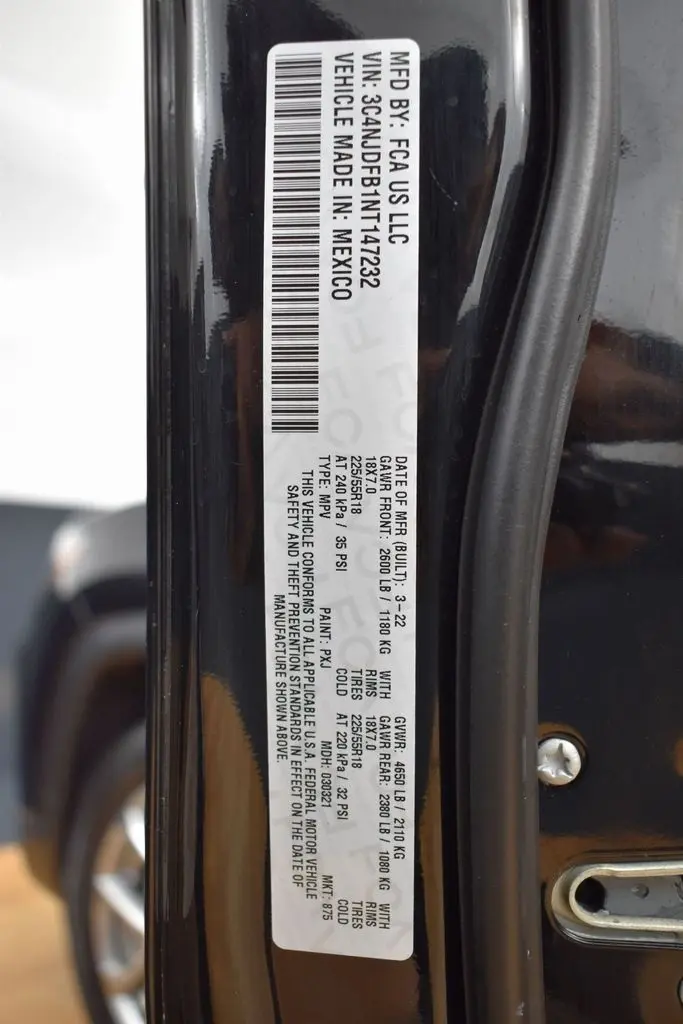 MFD BY: FCA US LLC
VIN: 3C4NJDFB1NT147232
VEHICLE MADE IN: MEXICO
DATE OF MFR (BUILT): 3-22 GVWR: 4650 LB / 2110 KG
GAWR FRONT: 2600 LB / 1180 KG WITH GAWR REAR: 2380 LB / 1080 KG WITH
18X7.0 RIMS 18X7.0 RIMS
225/55R18 TIRES 225/55R18 TIRES
AT 240 kPa / 35 PSI COLD AT 220 kPa / 32 PSI COLD
TYPE: MPV PAINT: PXJ MDH: 030321 MKT: 875
THIS VEHICLE CONFORMS TO ALL APPLICABLE U.S.A. FEDERAL MOTOR VEHICLE
SAFETY AND THEFT PREVENTION STANDARDS IN EFFECT ON THE DATE OF
MANUFACTURE SHOWN ABOVE.